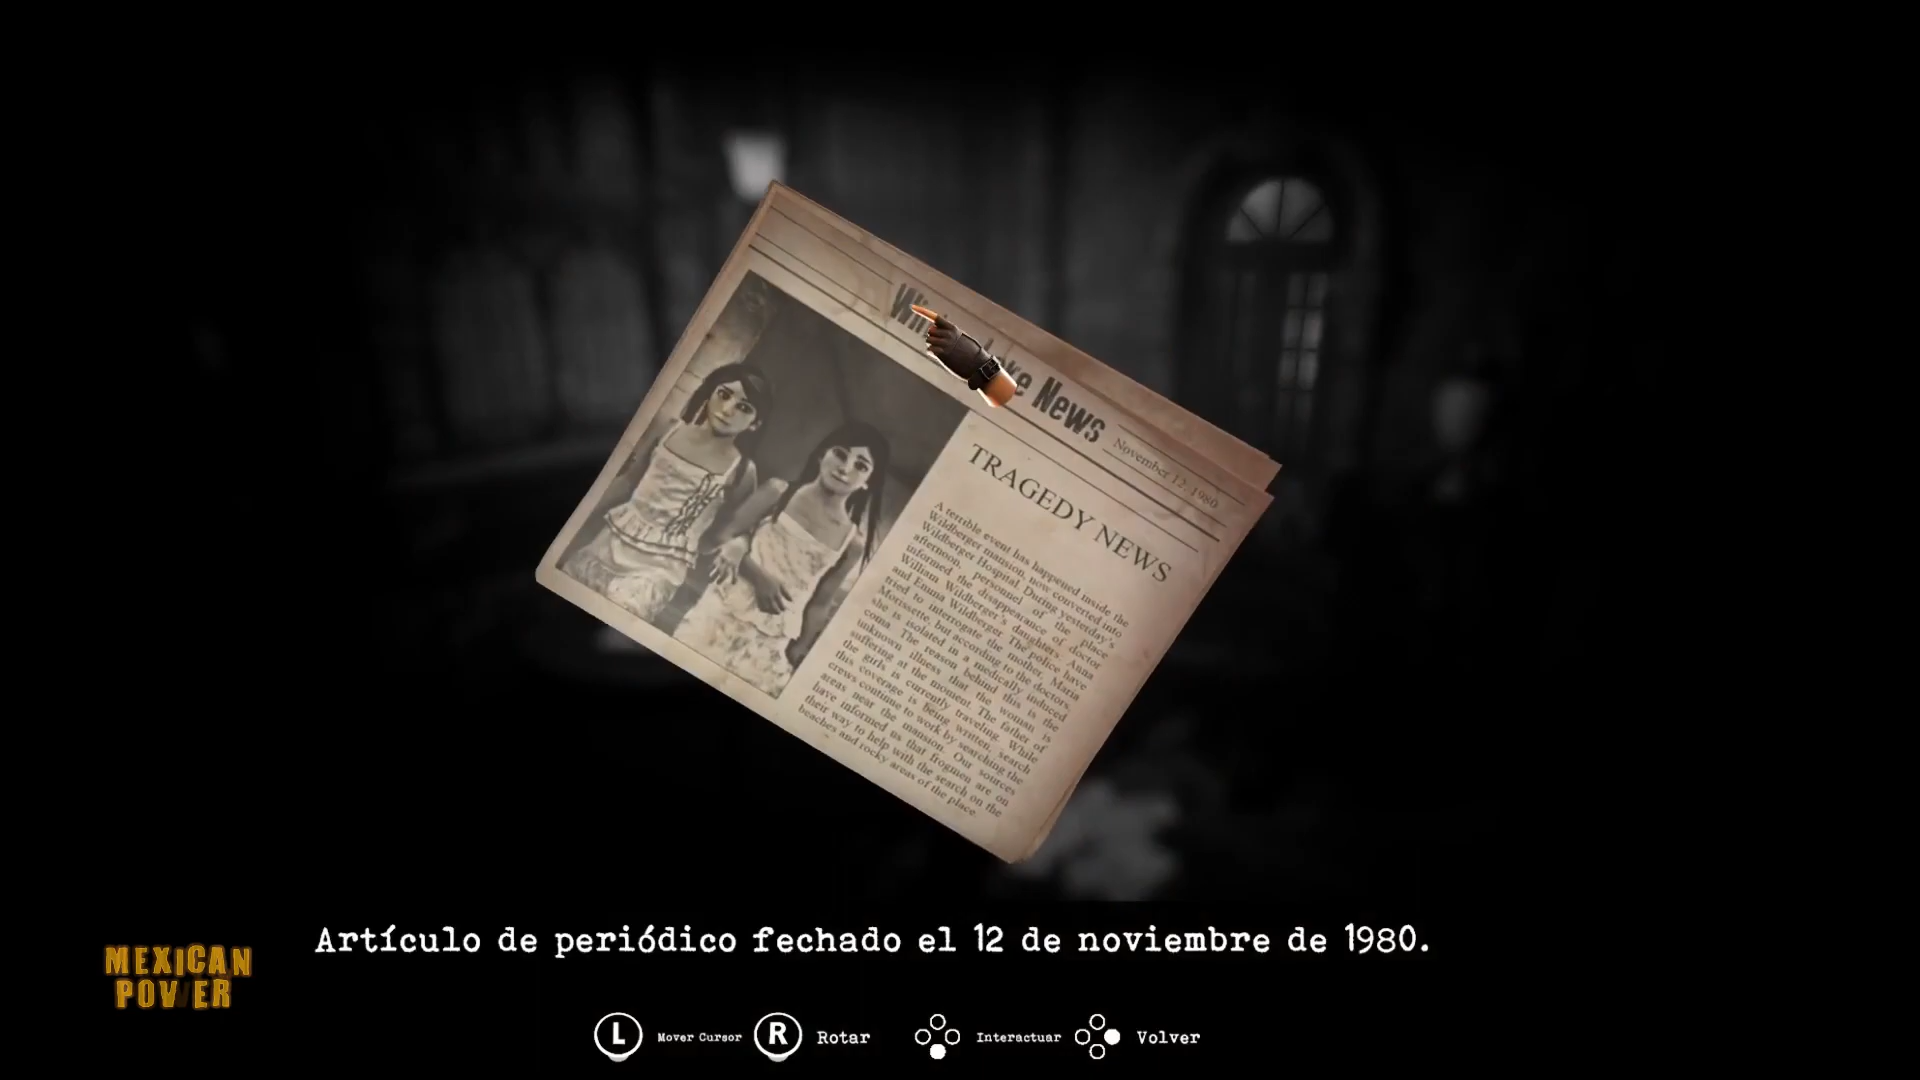 Whi ke News
November 12, 1980
TRAGEDY NEWS
A terrible event has happened inside the
Wildberger mansion, now converted into
Wildberger Hospital. During yesterday's
afternoon, personnel of the place
informed the disappearance of doctor
William Wildberger's daughters, Anna
and Emma Wildberger. The police have
tried to interrogate the mother, Maria
Morissett, but according to the doctors,
she is isolated in a medically induced
coma. The reason behind this is the
unknown illness that the woman is
suffering at the moment. The father of
the girls is currently traveling. While
this coverage is being written, search
crews continue to work by searching the
areas near the mansion. Our sources
have informed us that frogmen are on
their way to help with the search on the
beaches and rocky areas of the place.
Artículo de periódico fechado el 12 de noviembre de 1980.
MEXICAN
POWER
L Mover Cursor R Rotar Interactuar Volver